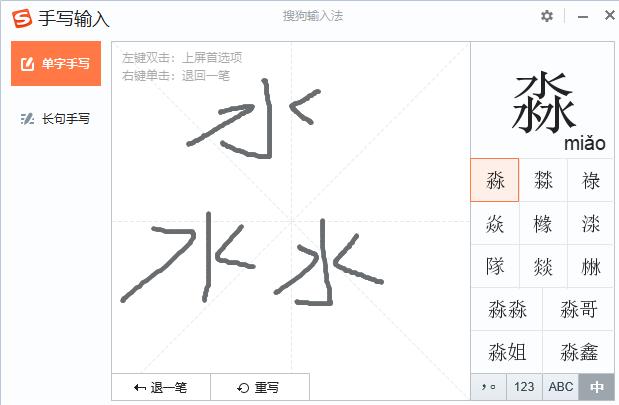 手写输入
搜狗输入法
单字手写
长句手写
左键双击：上屏首选项
右键单击：退回一笔
淼
淼
miǎo
淼 祿
焱 橼 漆
隊 燚
淼淼 淼哥
淼姐 淼鑫
退一笔 重写
，。 123 ABC 中